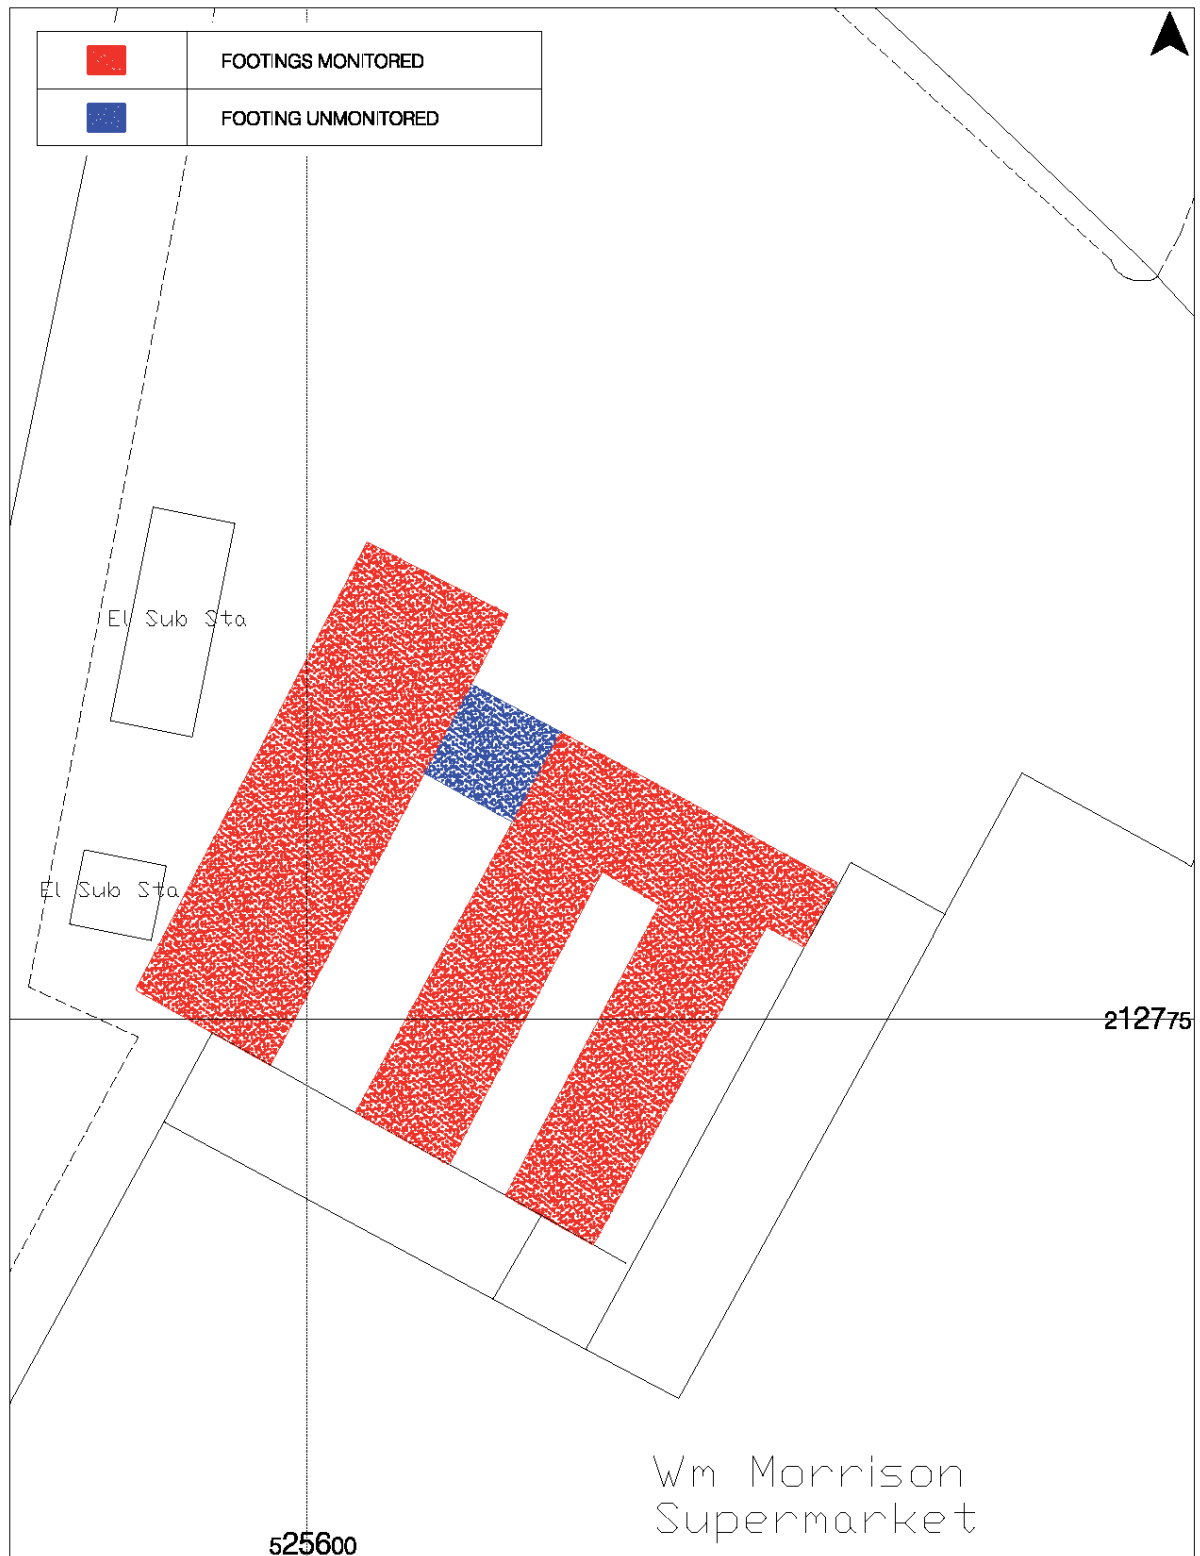 FOOTINGS MONITORED
FOOTING UNMONITORED
El Sub Sta
El Sub Sta
212775
Wm Morrison
Supermarket
525600